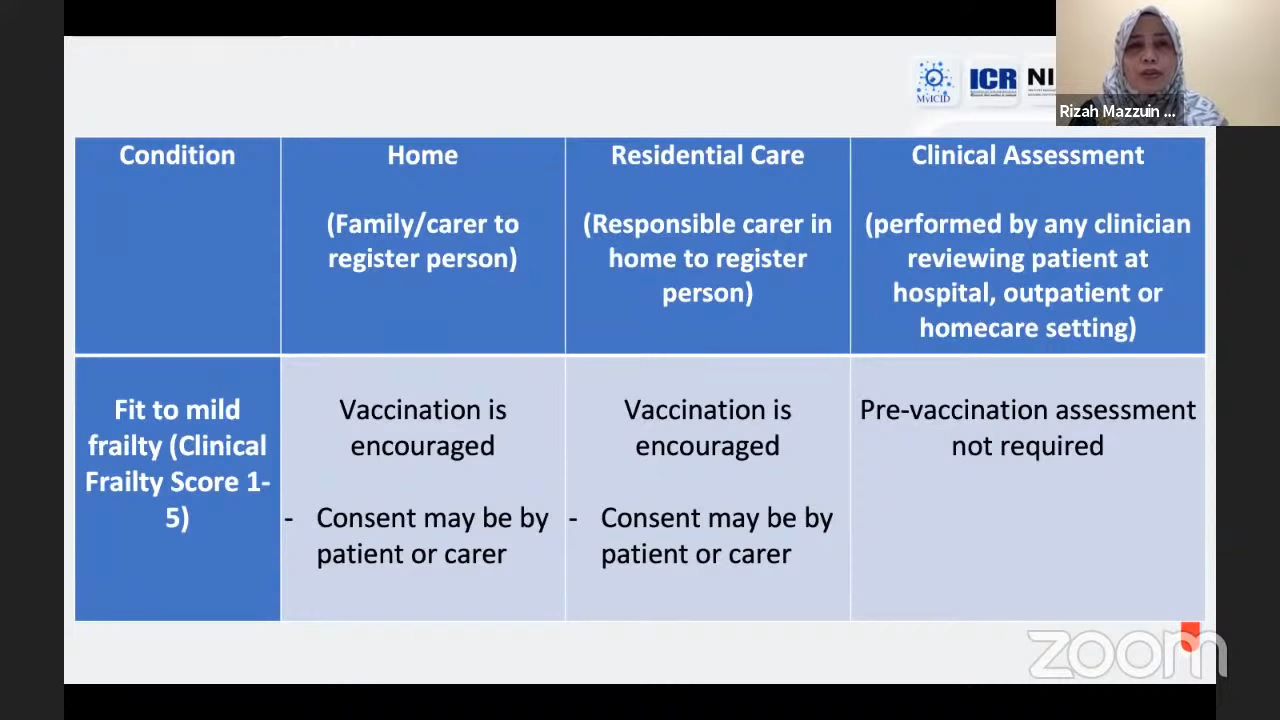 MyICID
ICR
NI
Rizah Mazzuin ...
Condition
Home
(Family/carer to
register person)
Residential Care
(Responsible carer in
home to register
person)
Clinical Assessment
(performed by any clinician
reviewing patient at
hospital, outpatient or
homecare setting)
Fit to mild
frailty (Clinical
Frailty Score 1-
5)
Vaccination is
encouraged
- Consent may be by
patient or carer
Vaccination is
encouraged
- Consent may be by
patient or carer
Pre-vaccination assessment
not required
zoom